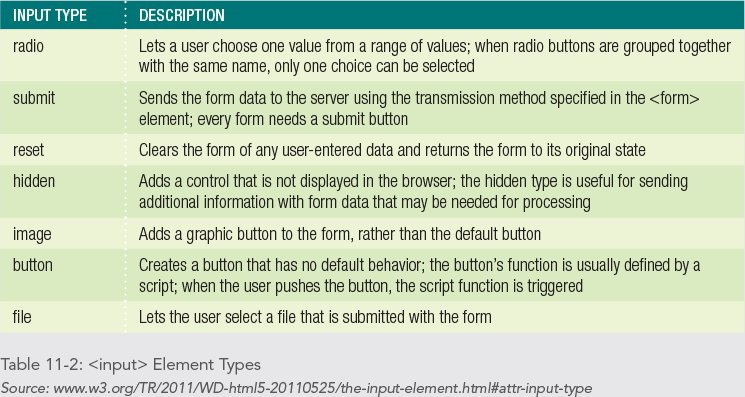 INPUT TYPE DESCRIPTION
radio Lets a user choose one value from a range of values; when radio buttons are grouped together
with the same name, only one choice can be selected
submit Sends the form data to the server using the transmission method specified in the <form>
element; every form needs a submit button
reset Clears the form of any user-entered data and returns the form to its original state
hidden Adds a control that is not displayed in the browser; the hidden type is useful for sending
additional information with form data that may be needed for processing
image Adds a graphic button to the form, rather than the default button
button Creates a button that has no default behavior; the button's function is usually defined by a
script; when the user pushes the button, the script function is triggered
file Lets the user select a file that is submitted with the form
Table 11-2: <input> Element Types
Source: www.w3.org/TR/2011/WD-html5-20110525/the-input-element.html#attr-input-type